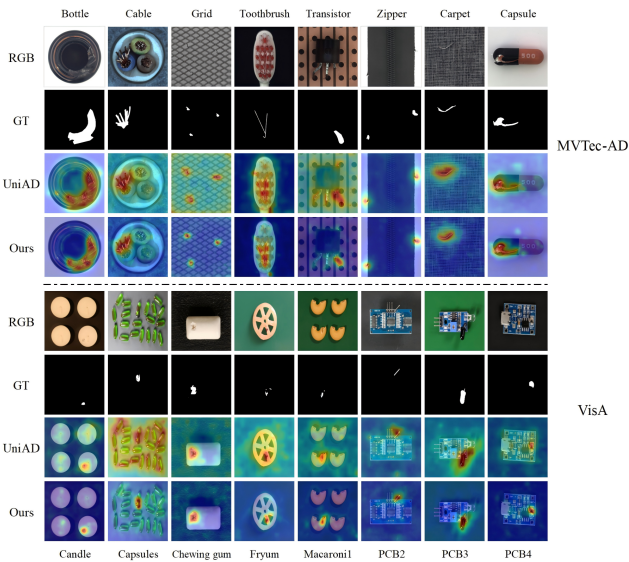 Bottle Cable Grid Toothbrush Transistor Zipper Carpet Capsule
RGB
500
GT
MVTec-AD
UniAD
Ours
RGB
GT
VisA
UniAD
Ours
Candle Capsules Chewing gum Fryum Macaroni1 PCB2 PCB3 PCB4